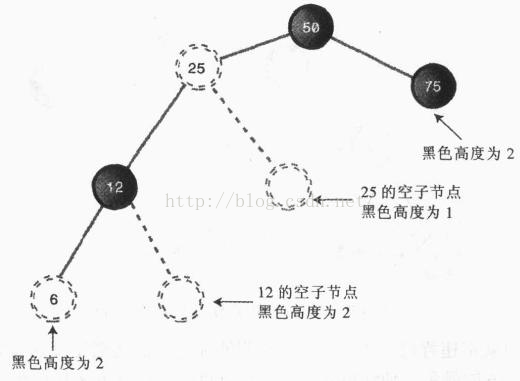 50
25
75
黑色高度为 2
12
http://blog.csdn.net/
25 的空子节点
黑色高度为 1
6
12 的空子节点
黑色高度为 2
黑色高度为 2